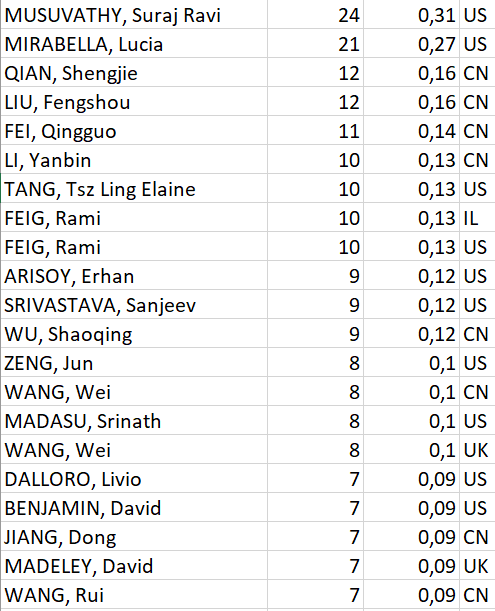 MUSUVATHY, Suraj Ravi 24 0,31 US
MIRABELLA, Lucia 21 0,27 US
QIAN, Shengjie 12 0,16 CN
LIU, Fengshou 12 0,16 CN
FEI, Qingguo 11 0,14 CN
LI, Yanbin 10 0,13 CN
TANG, Tsz Ling Elaine 10 0,13 US
FEIG, Rami 10 0,13 IL
FEIG, Rami 10 0,13 US
ARISOY, Erhan 9 0,12 US
SRIVASTAVA, Sanjeev 9 0,12 US
WU, Shaoqing 9 0,12 CN
ZENG, Jun 8 0,1 US
WANG, Wei 8 0,1 CN
MADASU, Srinath 8 0,1 US
WANG, Wei 8 0,1 UK
DALLORO, Livio 7 0,09 US
BENJAMIN, David 7 0,09 US
JIANG, Dong 7 0,09 CN
MADELEY, David 7 0,09 UK
WANG, Rui 7 0,09 CN